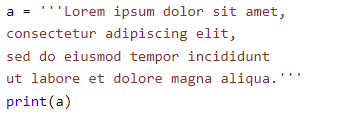 a = '''Lorem ipsum dolor sit amet,
consectetur adipiscing elit,
sed do eiusmod tempor incididunt
ut labore et dolore magna aliqua.'''
print(a)